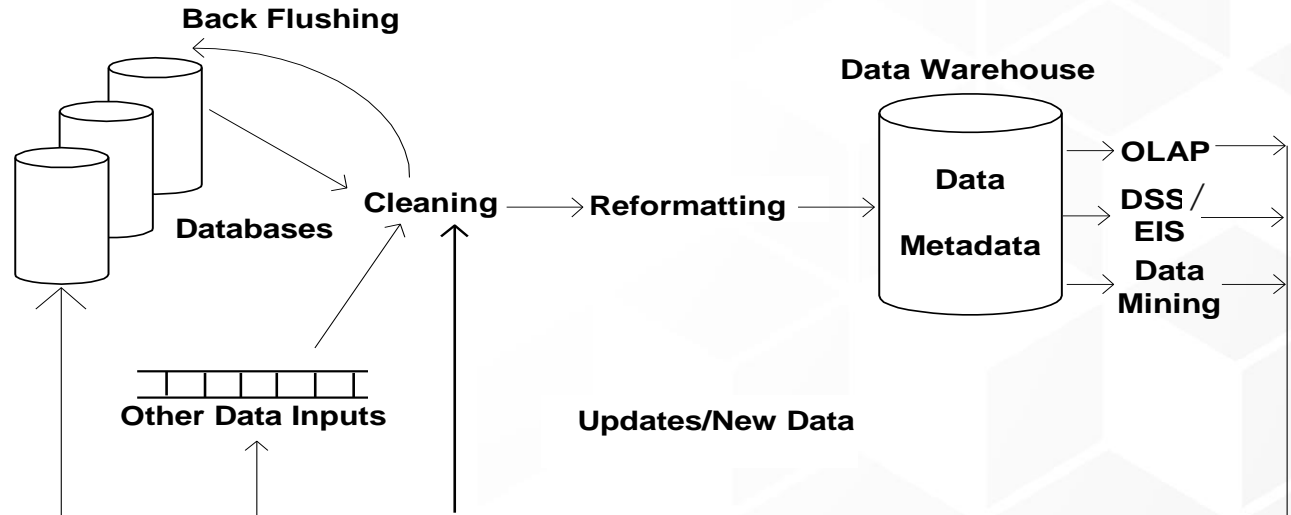 Back Flushing
Data Warehouse
OLAP
Data
DSS /
EIS
Cleaning
Reformatting
Databases
Metadata
Data
Mining
Other Data Inputs
Updates/New Data